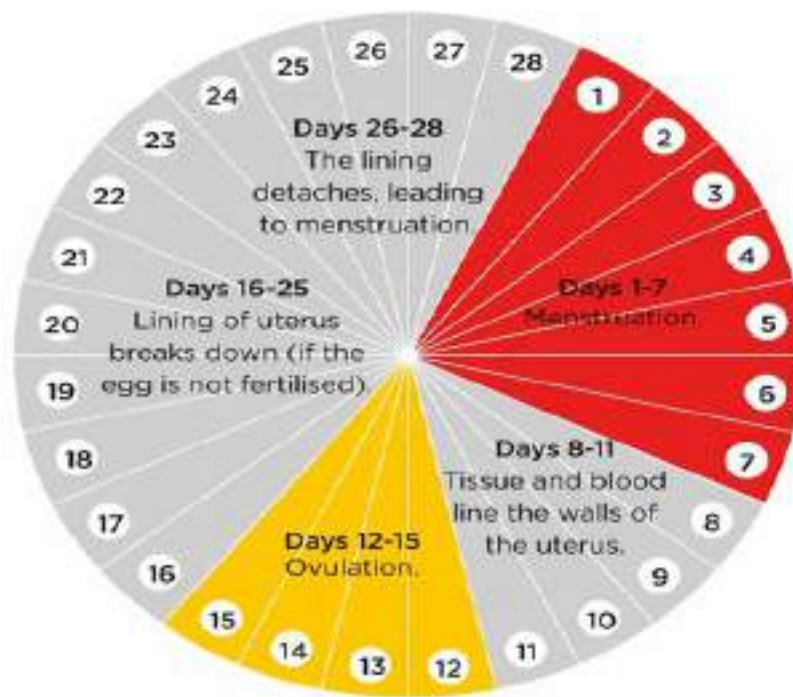 1
2
3
4
5
6
7
8
9
10
11
12
13
14
15
16
17
18
19
20
21
22
23
24
25
26
27
28
Days 1-7
Menstruation.
Days 8-11
Tissue and blood
line the walls of
the uterus.
Days 12-15
Ovulation.
Days 16-25
Lining of uterus
breaks down (if the
egg is not fertilised).
Days 26-28
The lining
detaches, leading
to menstruation.